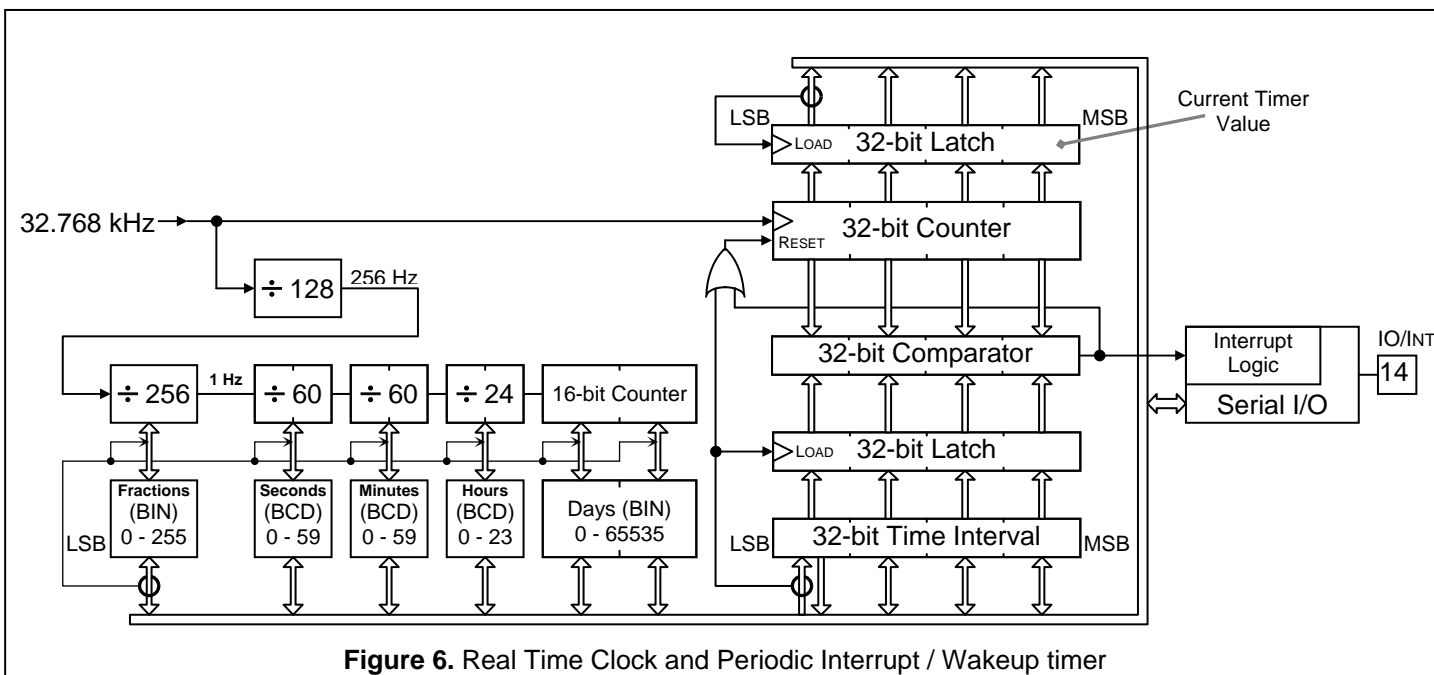 LSB
MSB
Current Timer
Value
LOAD
32-bit Latch
32.768 kHz
32-bit Counter
RESET
÷ 128
256 Hz
32-bit Comparator
Interrupt
Logic
IO/INT
14
Serial I/O
÷ 256
1 Hz
÷ 60
÷ 60
÷ 24
16-bit Counter
LOAD
32-bit Latch
Fractions
(BIN)
0 - 255
Seconds
(BCD)
0 - 59
Minutes
(BCD)
0 - 59
Hours
(BCD)
0 - 23
Days (BIN)
0 - 65535
LSB
LSB
32-bit Time Interval
MSB
Figure 6. Real Time Clock and Periodic Interrupt / Wakeup timer